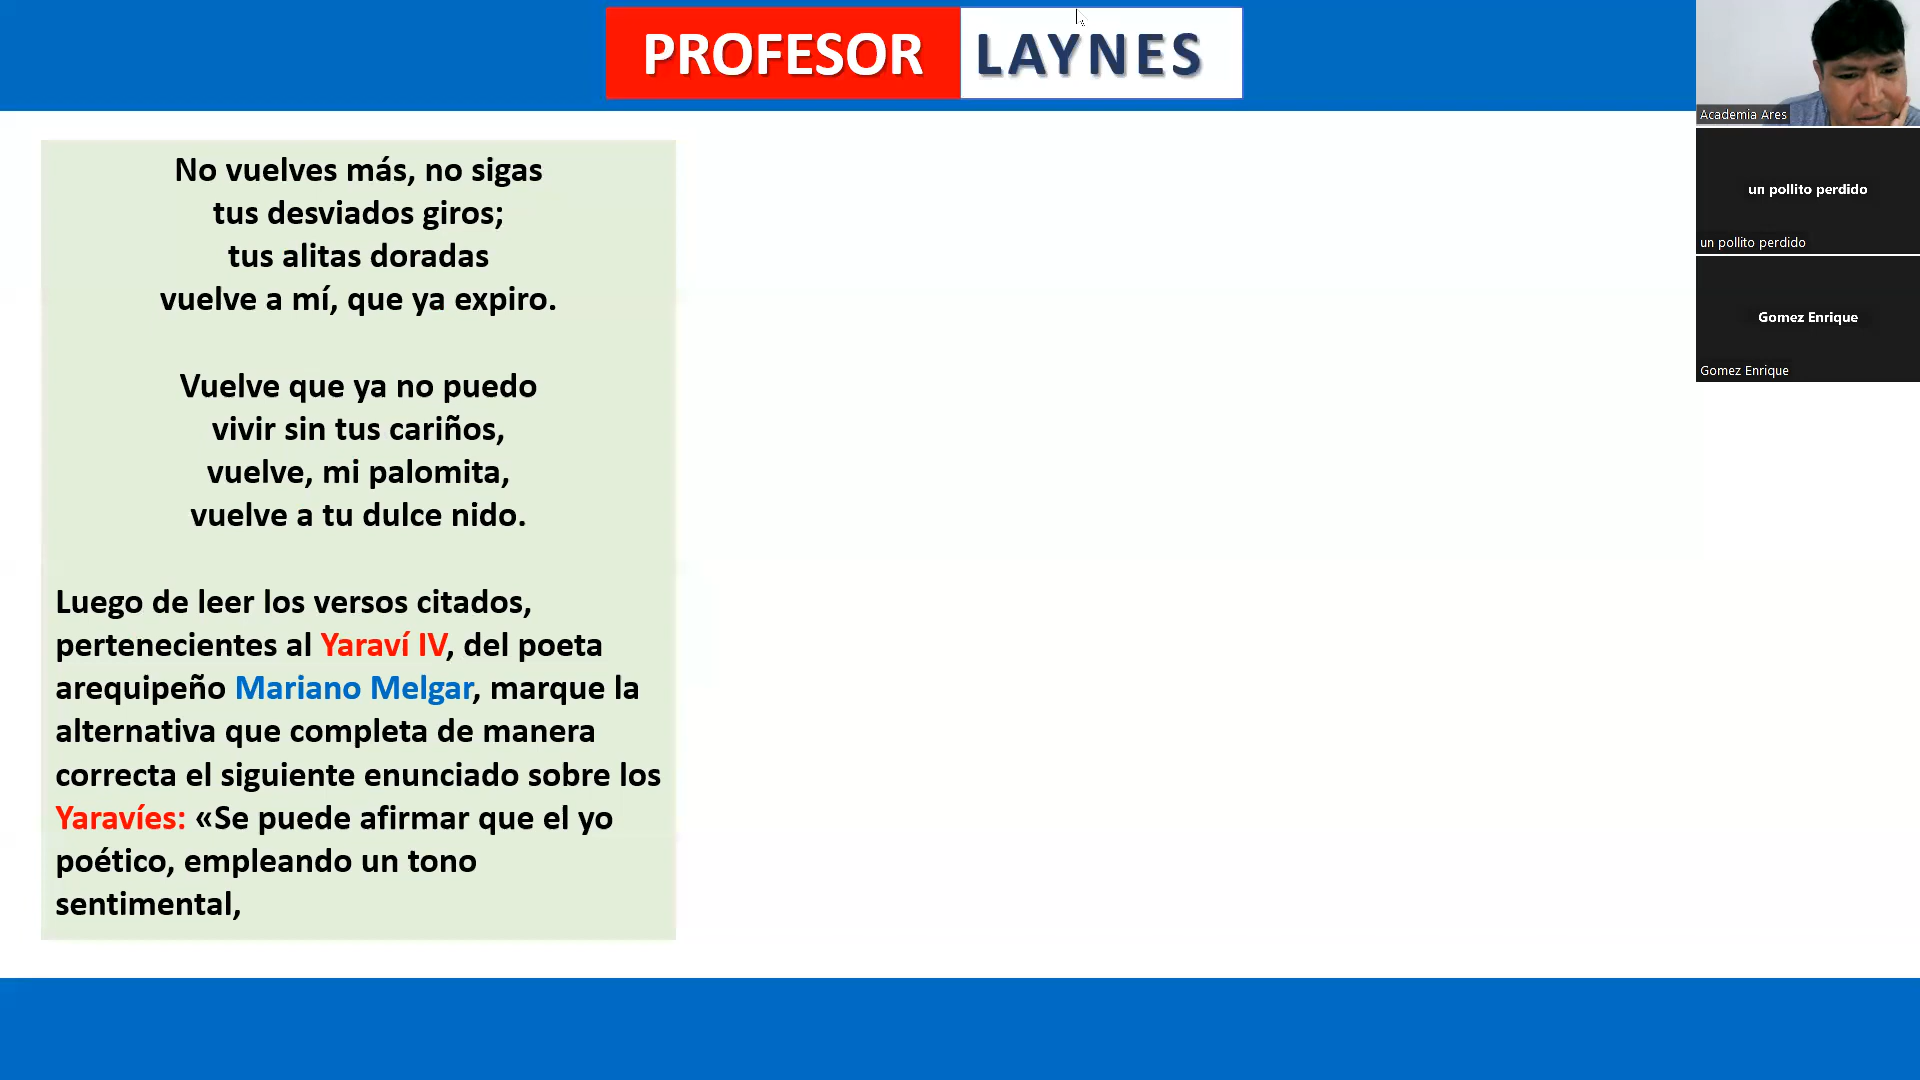 PROFESOR LAYNES
No vuelves más, no sigas
tus desviados giros;
tus alitas doradas
vuelve a mí, que ya expiro.
Vuelve que ya no puedo
vivir sin tus cariños,
vuelve, mi palomita,
vuelve a tu dulce nido.
Luego de leer los versos citados,
pertenecientes al Yaraví IV, del poeta
arequipeño Mariano Melgar, marque la
alternativa que completa de manera
correcta el siguiente enunciado sobre los
Yaravíes: «Se puede afirmar que el yo
poético, empleando un tono
sentimental,
Academia Ares
un pollito perdido
un pollito perdido
Gomez Enrique
Gomez Enrique